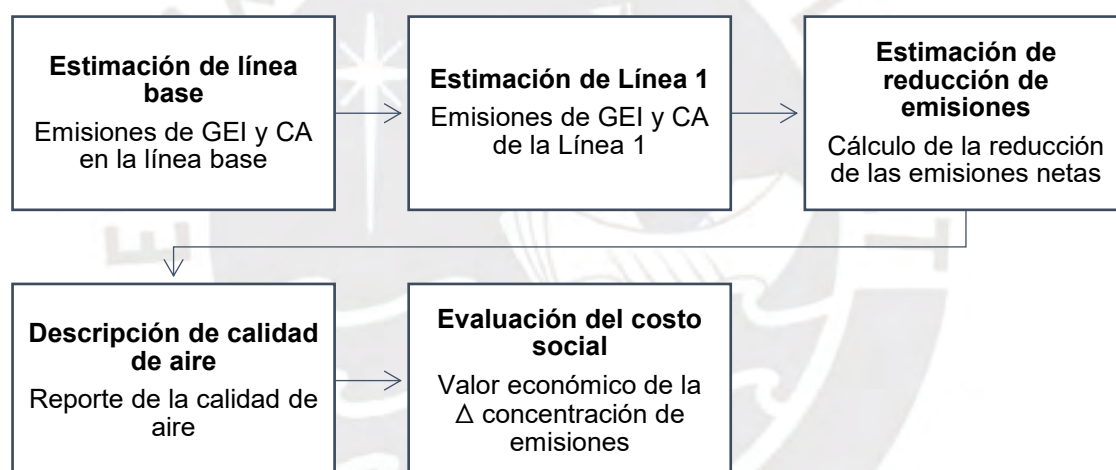 Estimación de línea
base
Emisiones de GEI y CA
en la línea base
Estimación de Línea 1
Emisiones de GEI y CA
de la Línea 1
Estimación de
reducción de
emisiones
Cálculo de la reducción
de las emisiones netas
Descripción de calidad
de aire
Reporte de la calidad de
aire
Evaluación del costo
social
Valor económico de la
Δ concentración de
emisiones